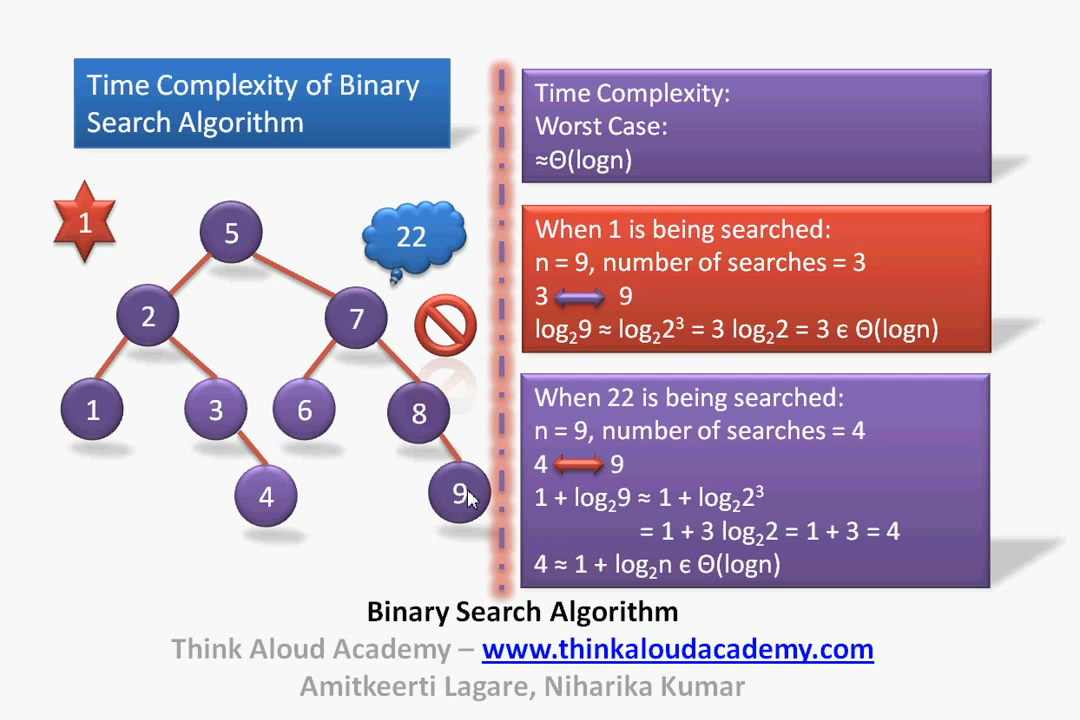 Time Complexity of Binary
Search Algorithm
1
5
22
2
7
1
3
6
8
4
9
Time Complexity:
Worst Case:
≈Θ(logn)
When 1 is being searched:
n = 9, number of searches = 3
3 9
log₂9 ≈ log₂2³ = 3 log₂2 = 3 є Θ(logn)
When 22 is being searched:
n = 9, number of searches = 4
4 9
1 + log₂9 ≈ 1 + log₂2³
= 1 + 3 log₂2 = 1 + 3 = 4
4 ≈ 1 + log₂n є Θ(logn)
Binary Search Algorithm
Think Aloud Academy – www.thinkaloudacademy.com
Amitkeerti Lagare, Niharika Kumar